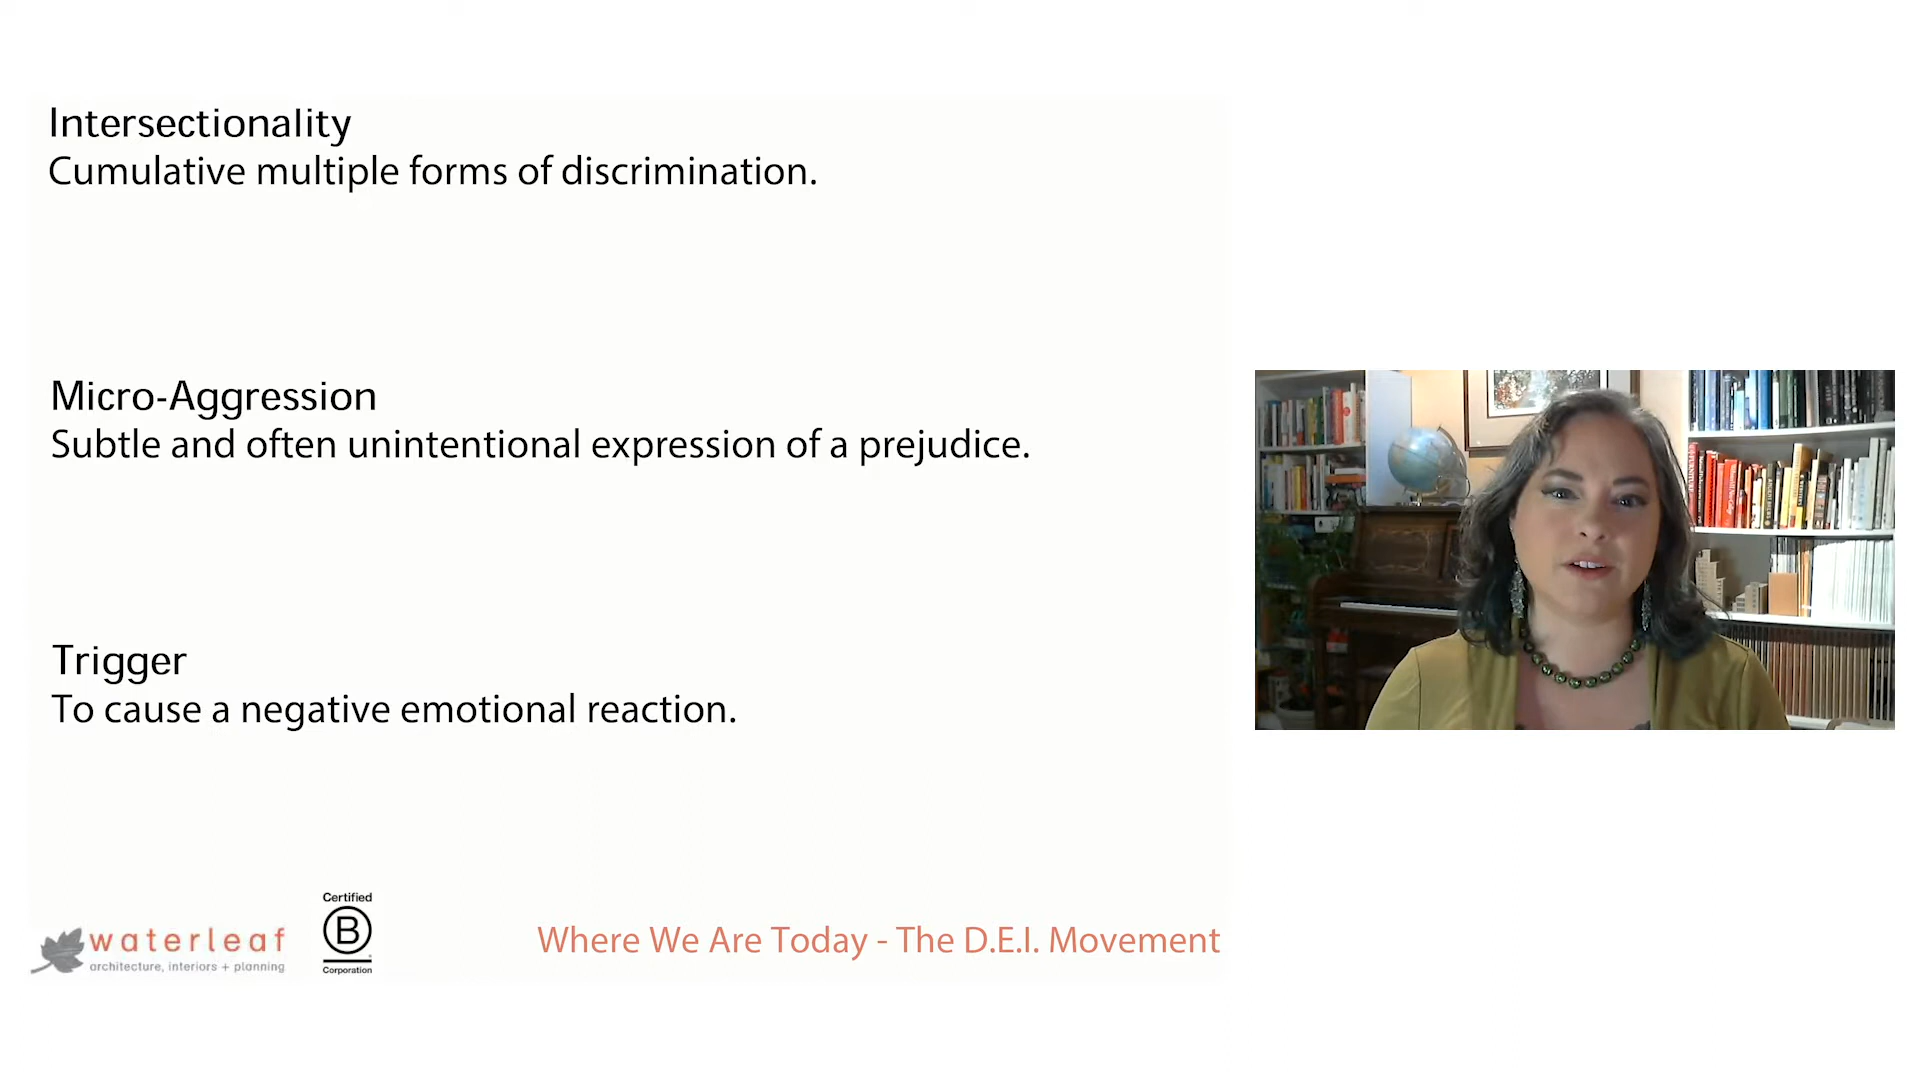 Intersectionality
Cumulative multiple forms of discrimination.
Micro-Aggression
Subtle and often unintentional expression of a prejudice.
Trigger
To cause a negative emotional reaction.
waterleaf
architecture, interiors + planning
Certified
B
Corporation
Where We Are Today - The D.E.I. Movement